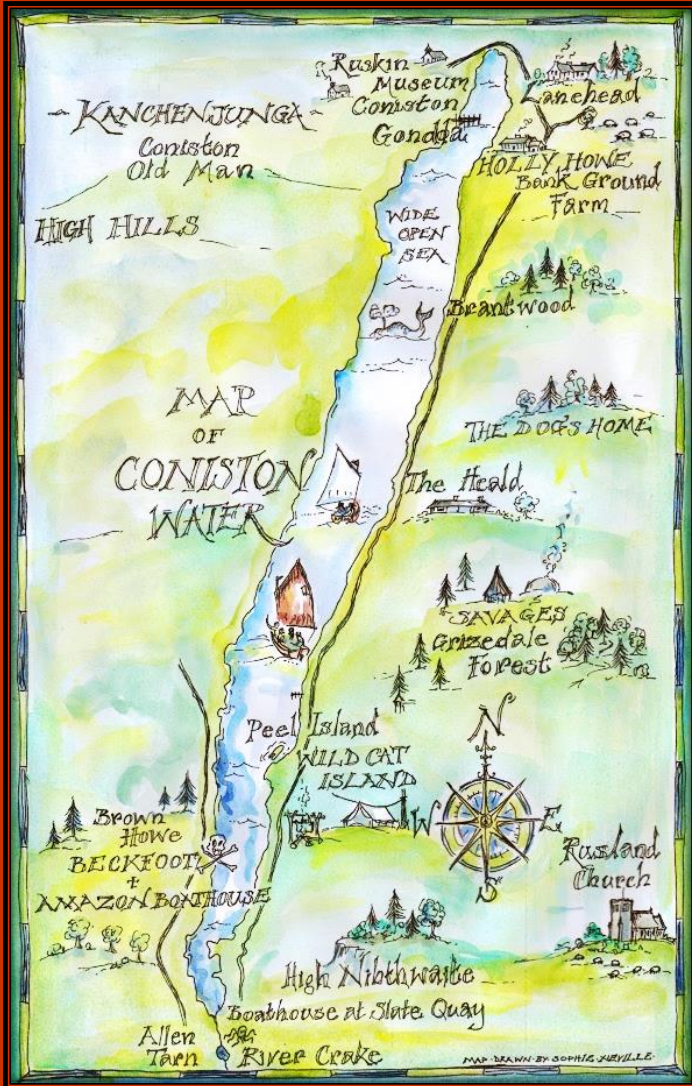 Ruskin
Museum
Coniston
Gondola
Lanehead
- KANCHENJUNGA -
Coniston
Old Man
HOLLY HOWE
Bank Ground
Farm
HIGH HILLS
WIDE
OPEN
SEA
Brantwood
THE DOG'S HOME
MAP
OF
CONISTON
WATER
The Heald
SAVAGES
Grizedale
Forest
Peel Island
WILD CAT
ISLAND
N
W
E
S
Brown
Howe
BECKFOOT
+
AMAZON BOATHOUSE
Rusland
Church
High Nibthwaite
Boathouse at Slate Quay
Allen
Tarn
River Crake
MAP · DRAWN · BY · SOPHIE · NEVILLE ·